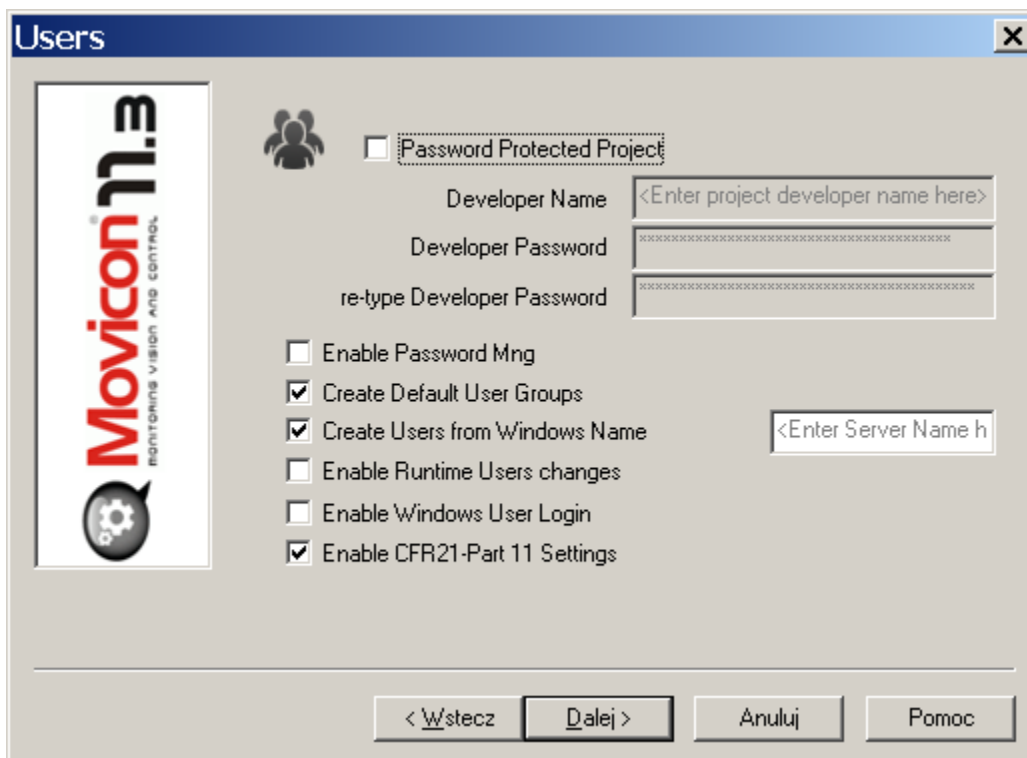 Users
Movicon® 11.3
MONITORING VISION AND CONTROL
Password Protected Project
Developer Name <Enter project developer name here>
Developer Password ***************************************
re-type Developer Password ******************************************
Enable Password Mng
Create Default User Groups
Create Users from Windows Name <Enter Server Name h
Enable Runtime Users changes
Enable Windows User Login
Enable CFR21-Part 11 Settings
< Wstecz Dalej > Anuluj Pomoc